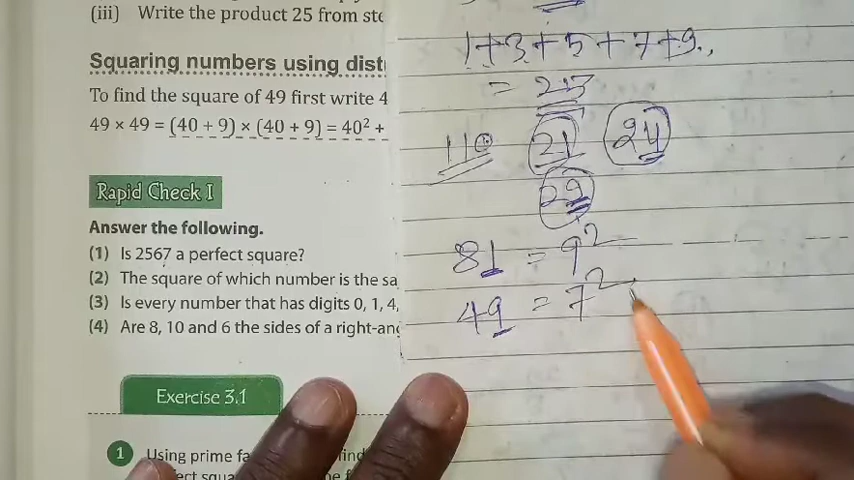 (iii) Write the product 25 from ste
Squaring numbers using dist
To find the square of 49 first write 4
49 × 49 = (40 + 9) × (40 + 9) = 40² +
Rapid Check I
Answer the following.
(1) Is 2567 a perfect square?
(2) The square of which number is the sa
(3) Is every number that has digits 0, 1, 4,
(4) Are 8, 10 and 6 the sides of a right-an
Exercise 3.1
1 Using prime fa
find
1+3+5+7+9
= 25
110 21 24
29
81 = 9²
49 = 7²